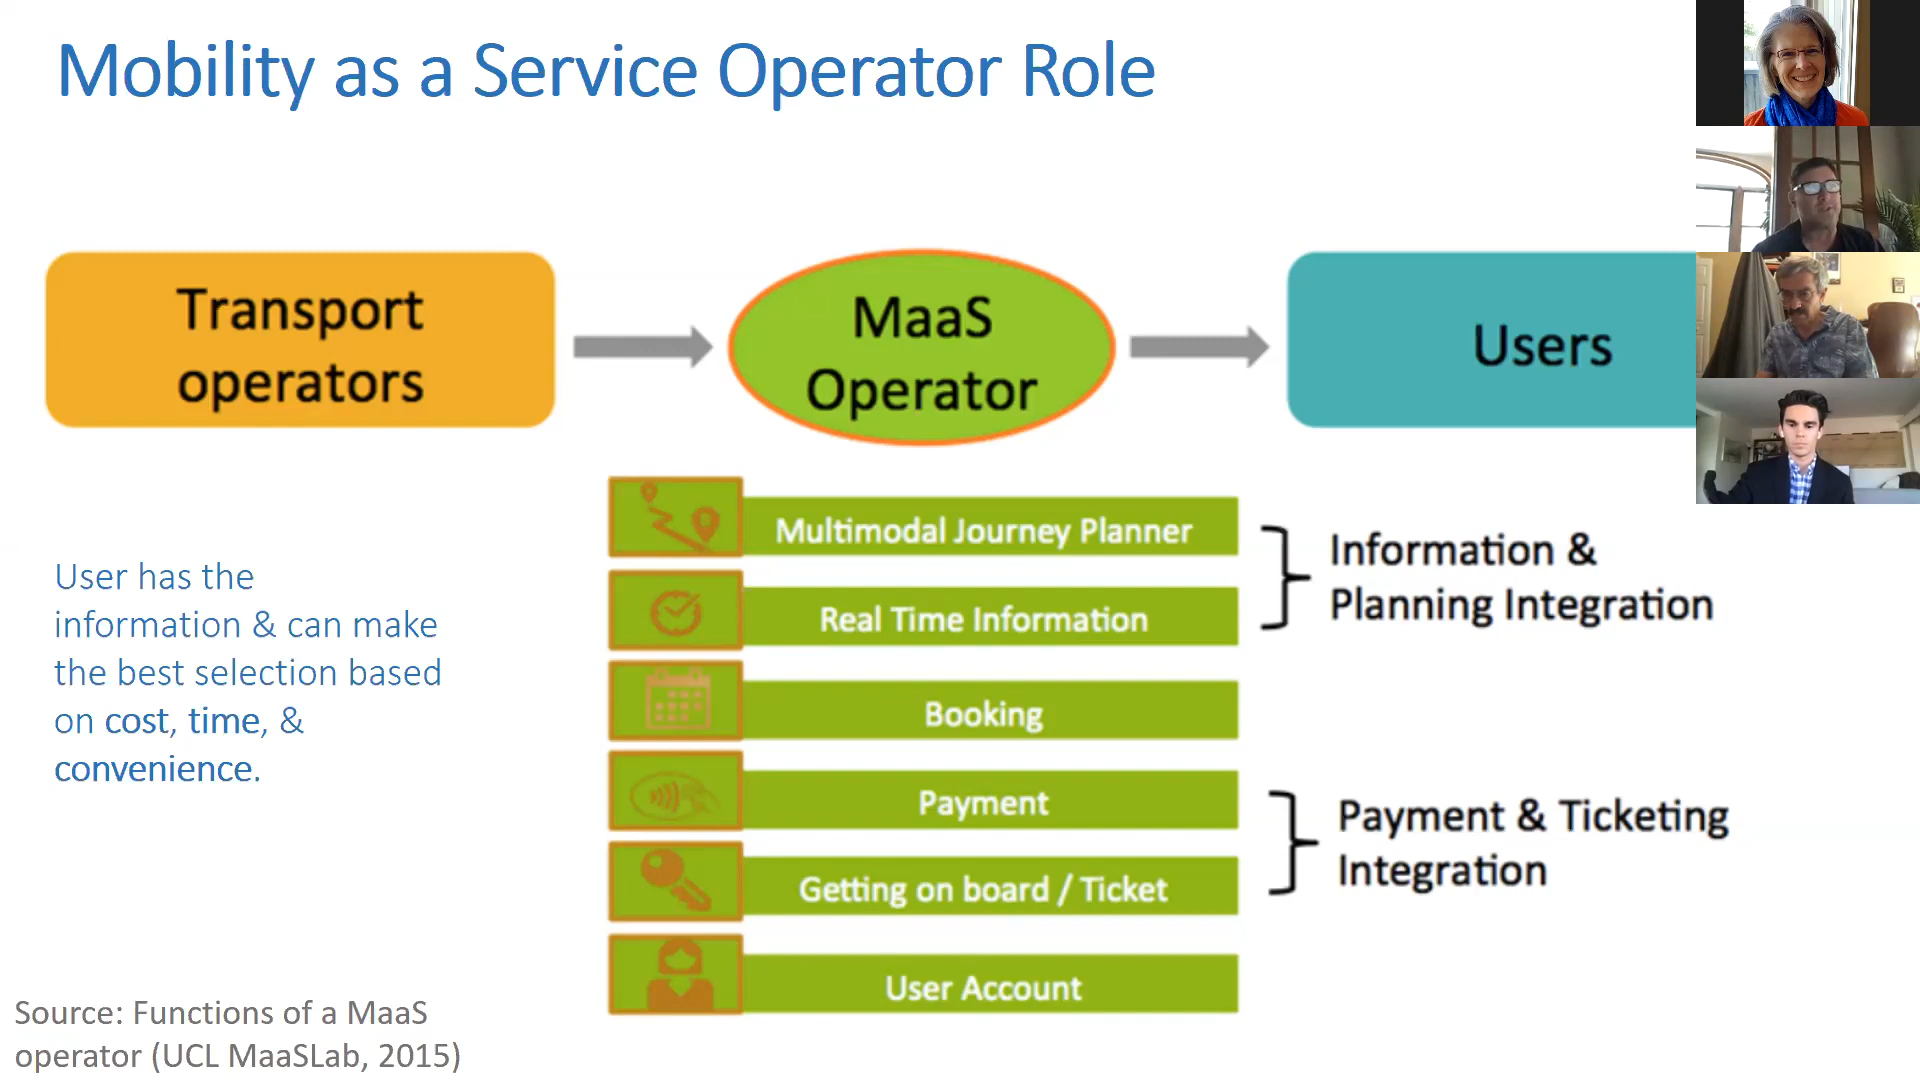 Mobility as a Service Operator Role
Transport
operators
MaaS
Operator
Users
Multimodal Journey Planner
Real Time Information
Booking
Payment
Getting on board / Ticket
User Account
Information &
Planning Integration
Payment & Ticketing
Integration
User has the
information & can make
the best selection based
on cost, time, &
convenience.
Source: Functions of a MaaS
operator (UCL MaaSLab, 2015)